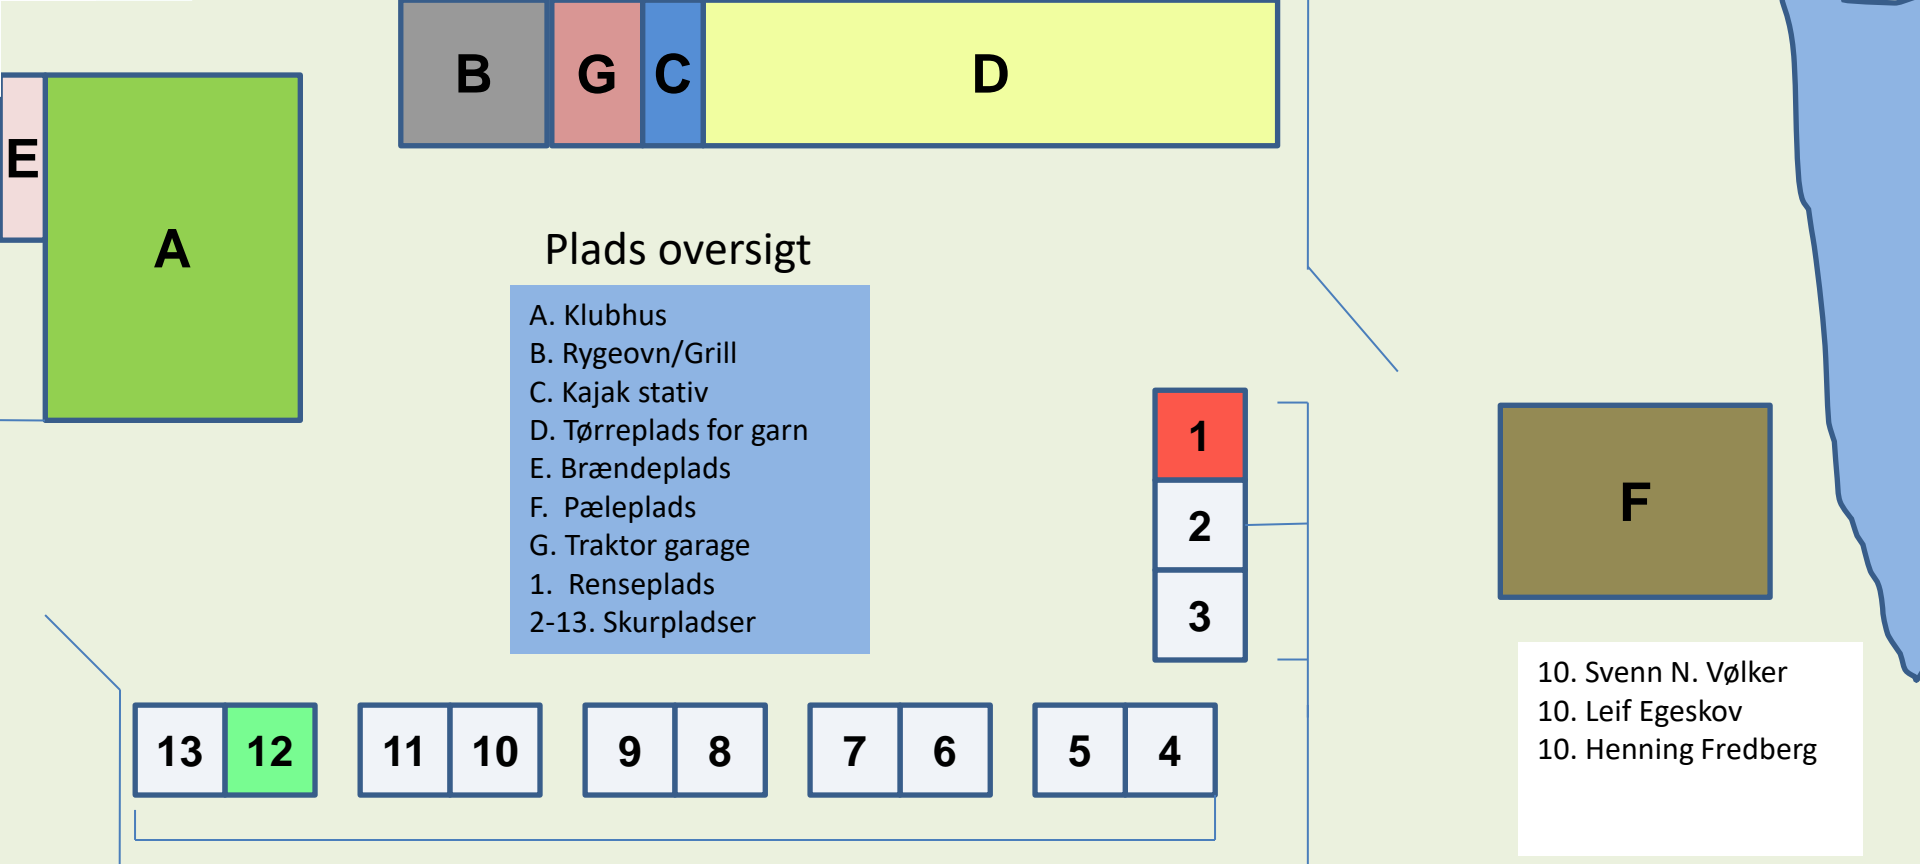 B G C D
E
A
Plads oversigt
A. Klubhus
B. Rygeovn/Grill
C. Kajak stativ
D. Tørreplads for garn
E. Brændeplads
F. Pæleplads
G. Traktor garage
1. Renseplads
2-13. Skurpladser
1
2
3
F
10. Svenn N. Vølker
10. Leif Egeskov
10. Henning Fredberg
13 12 11 10 9 8 7 6 5 4